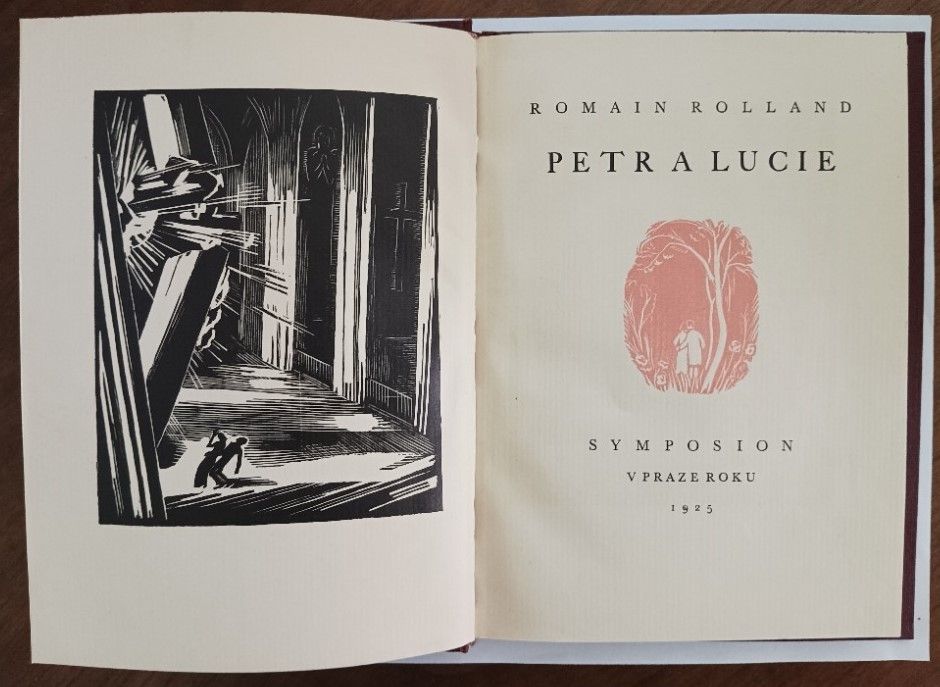 ROMAIN ROLLAND
PETR A LUCIE
SYMPOSION
V PRAZE ROKU
1925